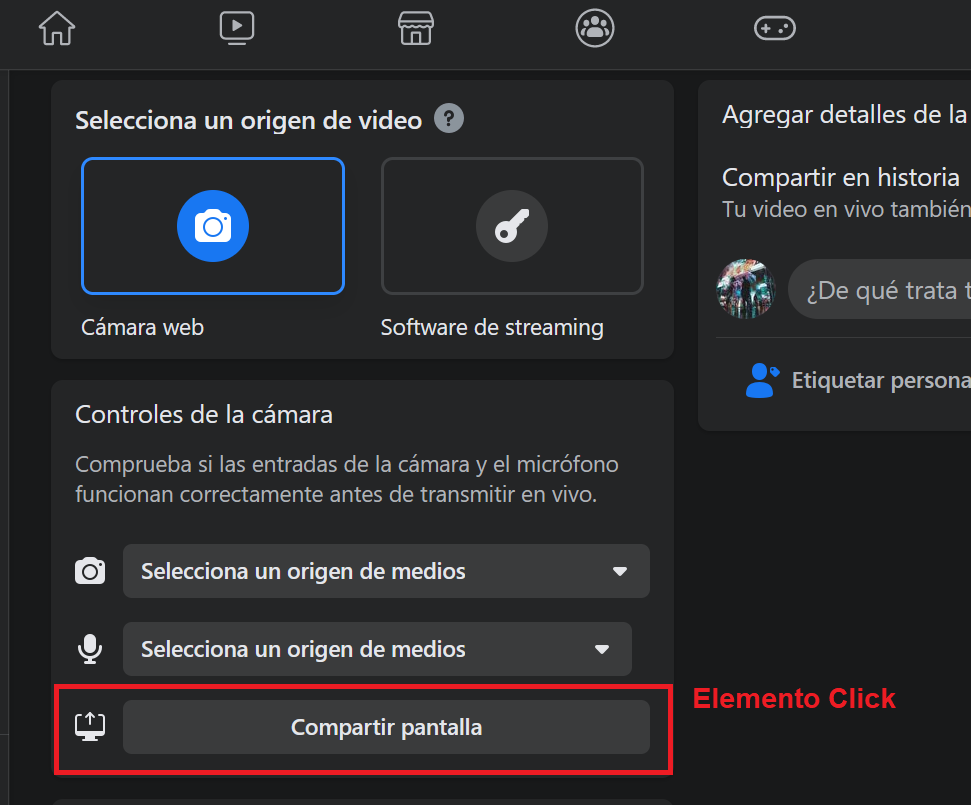 Selecciona un origen de video ?
Cámara web
Software de streaming
Controles de la cámara
Comprueba si las entradas de la cámara y el micrófono
funcionan correctamente antes de transmitir en vivo.
Selecciona un origen de medios
Selecciona un origen de medios
Compartir pantalla
Elemento Click
Agregar detalles de la
Compartir en historia
Tu video en vivo también
¿De qué trata t
Etiquetar persona